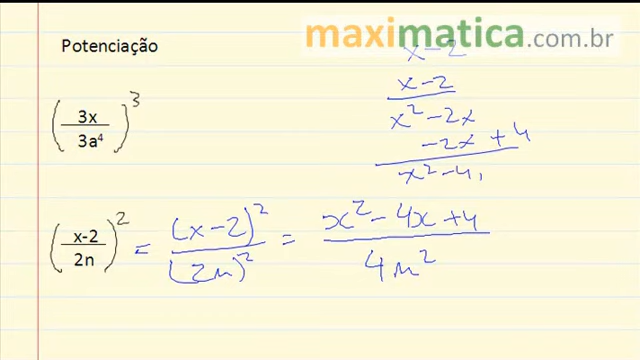 maximatica.com.br
Potenciação
x-2
x-2
x² - 2x
-2x + 4
x² - 4,
(3x / 3a⁴)³
(x-2 / 2n)² = (x-2)² / (2n)² = x² - 4x + 4 / 4n²